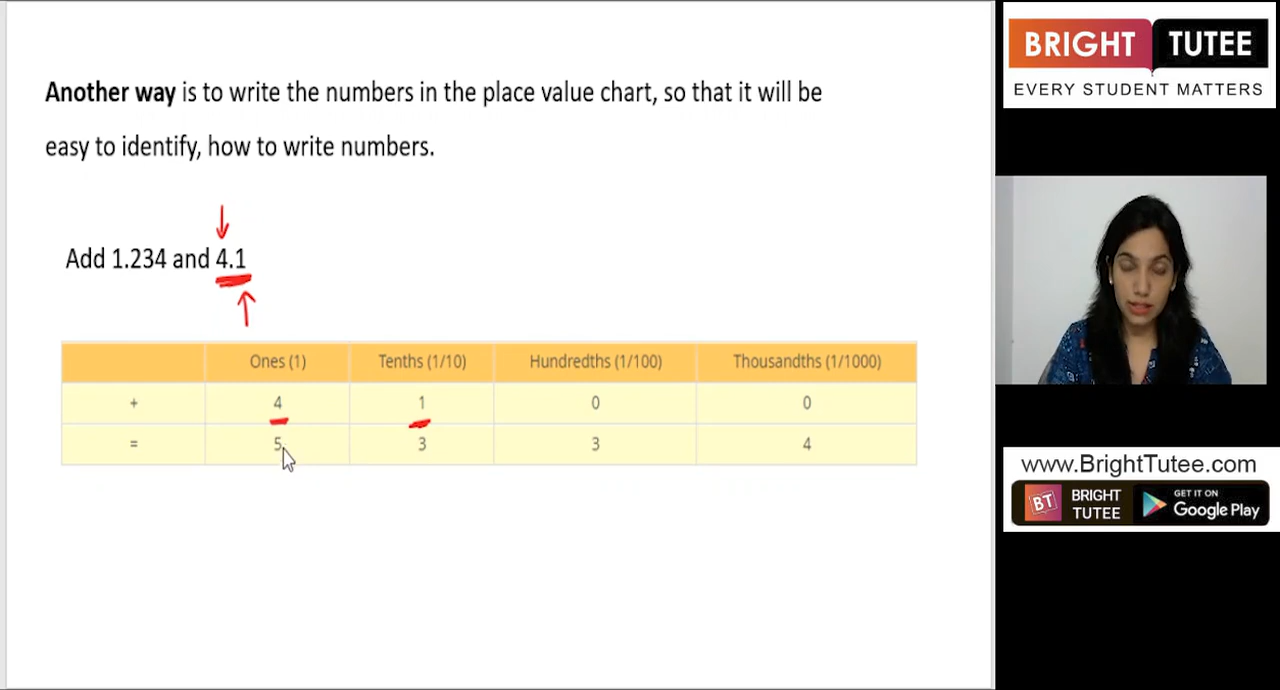 Another way is to write the numbers in the place value chart, so that it will be
easy to identify, how to write numbers.
Add 1.234 and 4.1
Ones (1) Tenths (1/10) Hundredths (1/100) Thousandths (1/1000)
+ 4 1 0 0
= 5 3 3 4
BRIGHT TUTEE
EVERY STUDENT MATTERS
www.BrightTutee.com
BT BRIGHT TUTEE
GET IT ON
Google Play